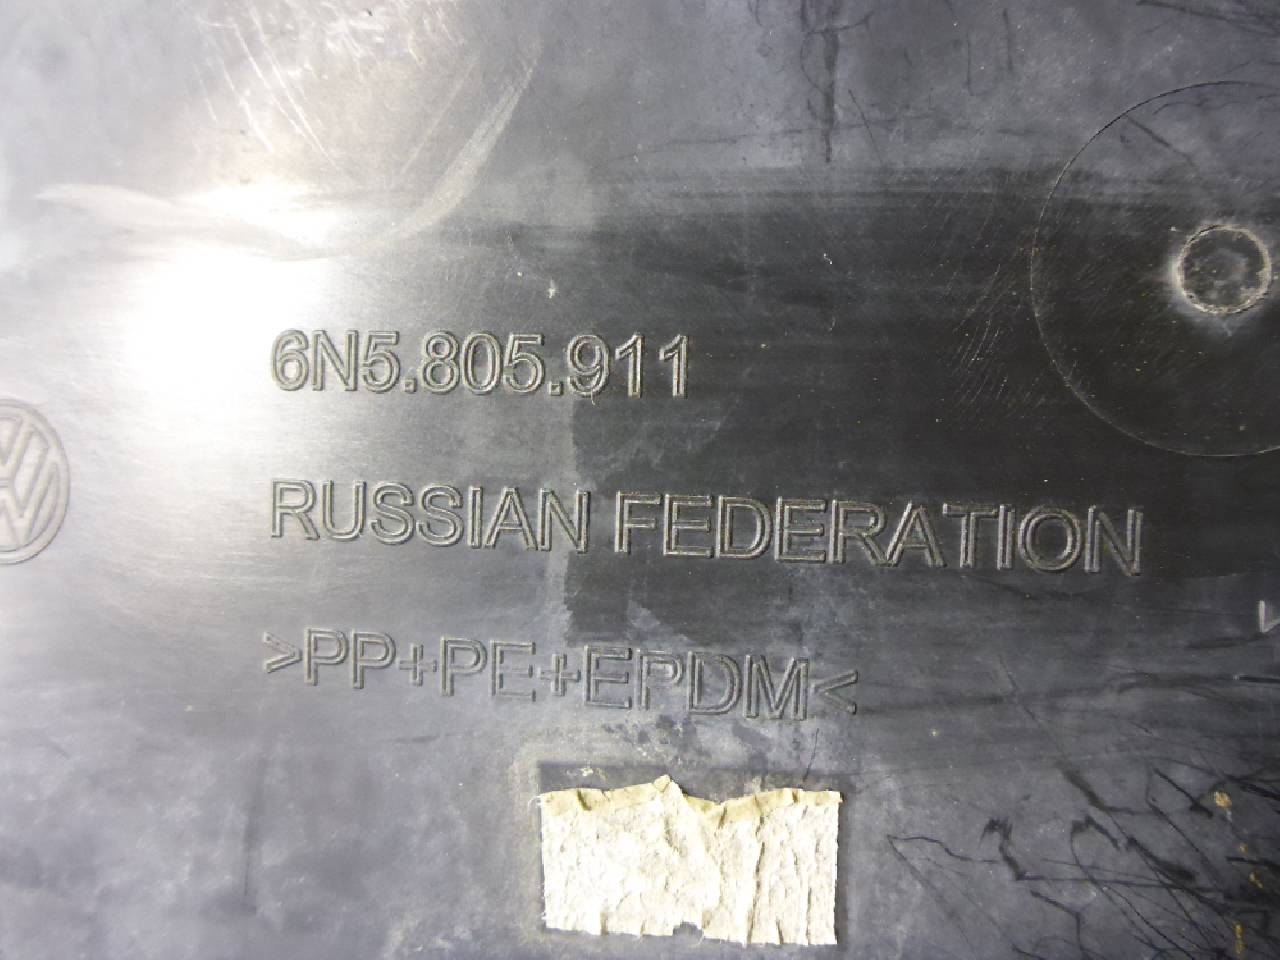 6N5.805.911
RUSSIAN FEDERATION
>PP+PE+EPDM<